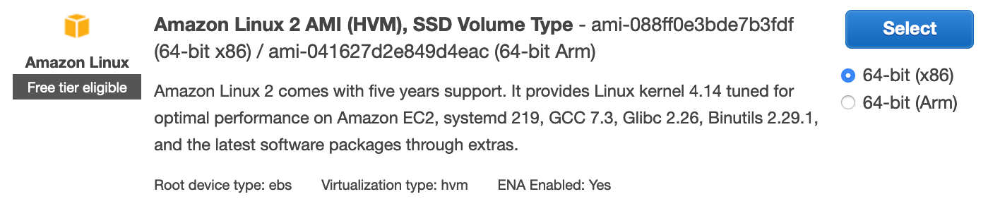 Amazon Linux
Free tier eligible
Amazon Linux 2 AMI (HVM), SSD Volume Type - ami-088ff0e3bde7b3fdf
(64-bit x86) / ami-041627d2e849d4eac (64-bit Arm)
Amazon Linux 2 comes with five years support. It provides Linux kernel 4.14 tuned for
optimal performance on Amazon EC2, systemd 219, GCC 7.3, Glibc 2.26, Binutils 2.29.1,
and the latest software packages through extras.
Root device type: ebs Virtualization type: hvm ENA Enabled: Yes
Select
64-bit (x86)
64-bit (Arm)